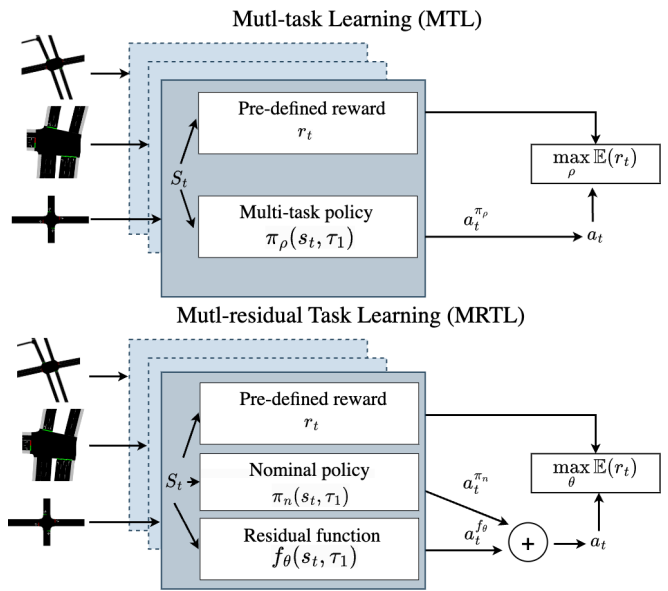 Mutl-task Learning (MTL)
Pre-defined reward
r_t
S_t
max_ρ 𝔼(r_t)
Multi-task policy
π_ρ(s_t, τ_1)
a_t^{π_ρ}
a_t
Mutl-residual Task Learning (MRTL)
Pre-defined reward
r_t
Nominal policy
π_n(s_t, τ_1)
S_t
a_t^{π_n}
max_θ 𝔼(r_t)
Residual function
f_θ(s_t, τ_1)
a_t^{f_θ}
+
a_t